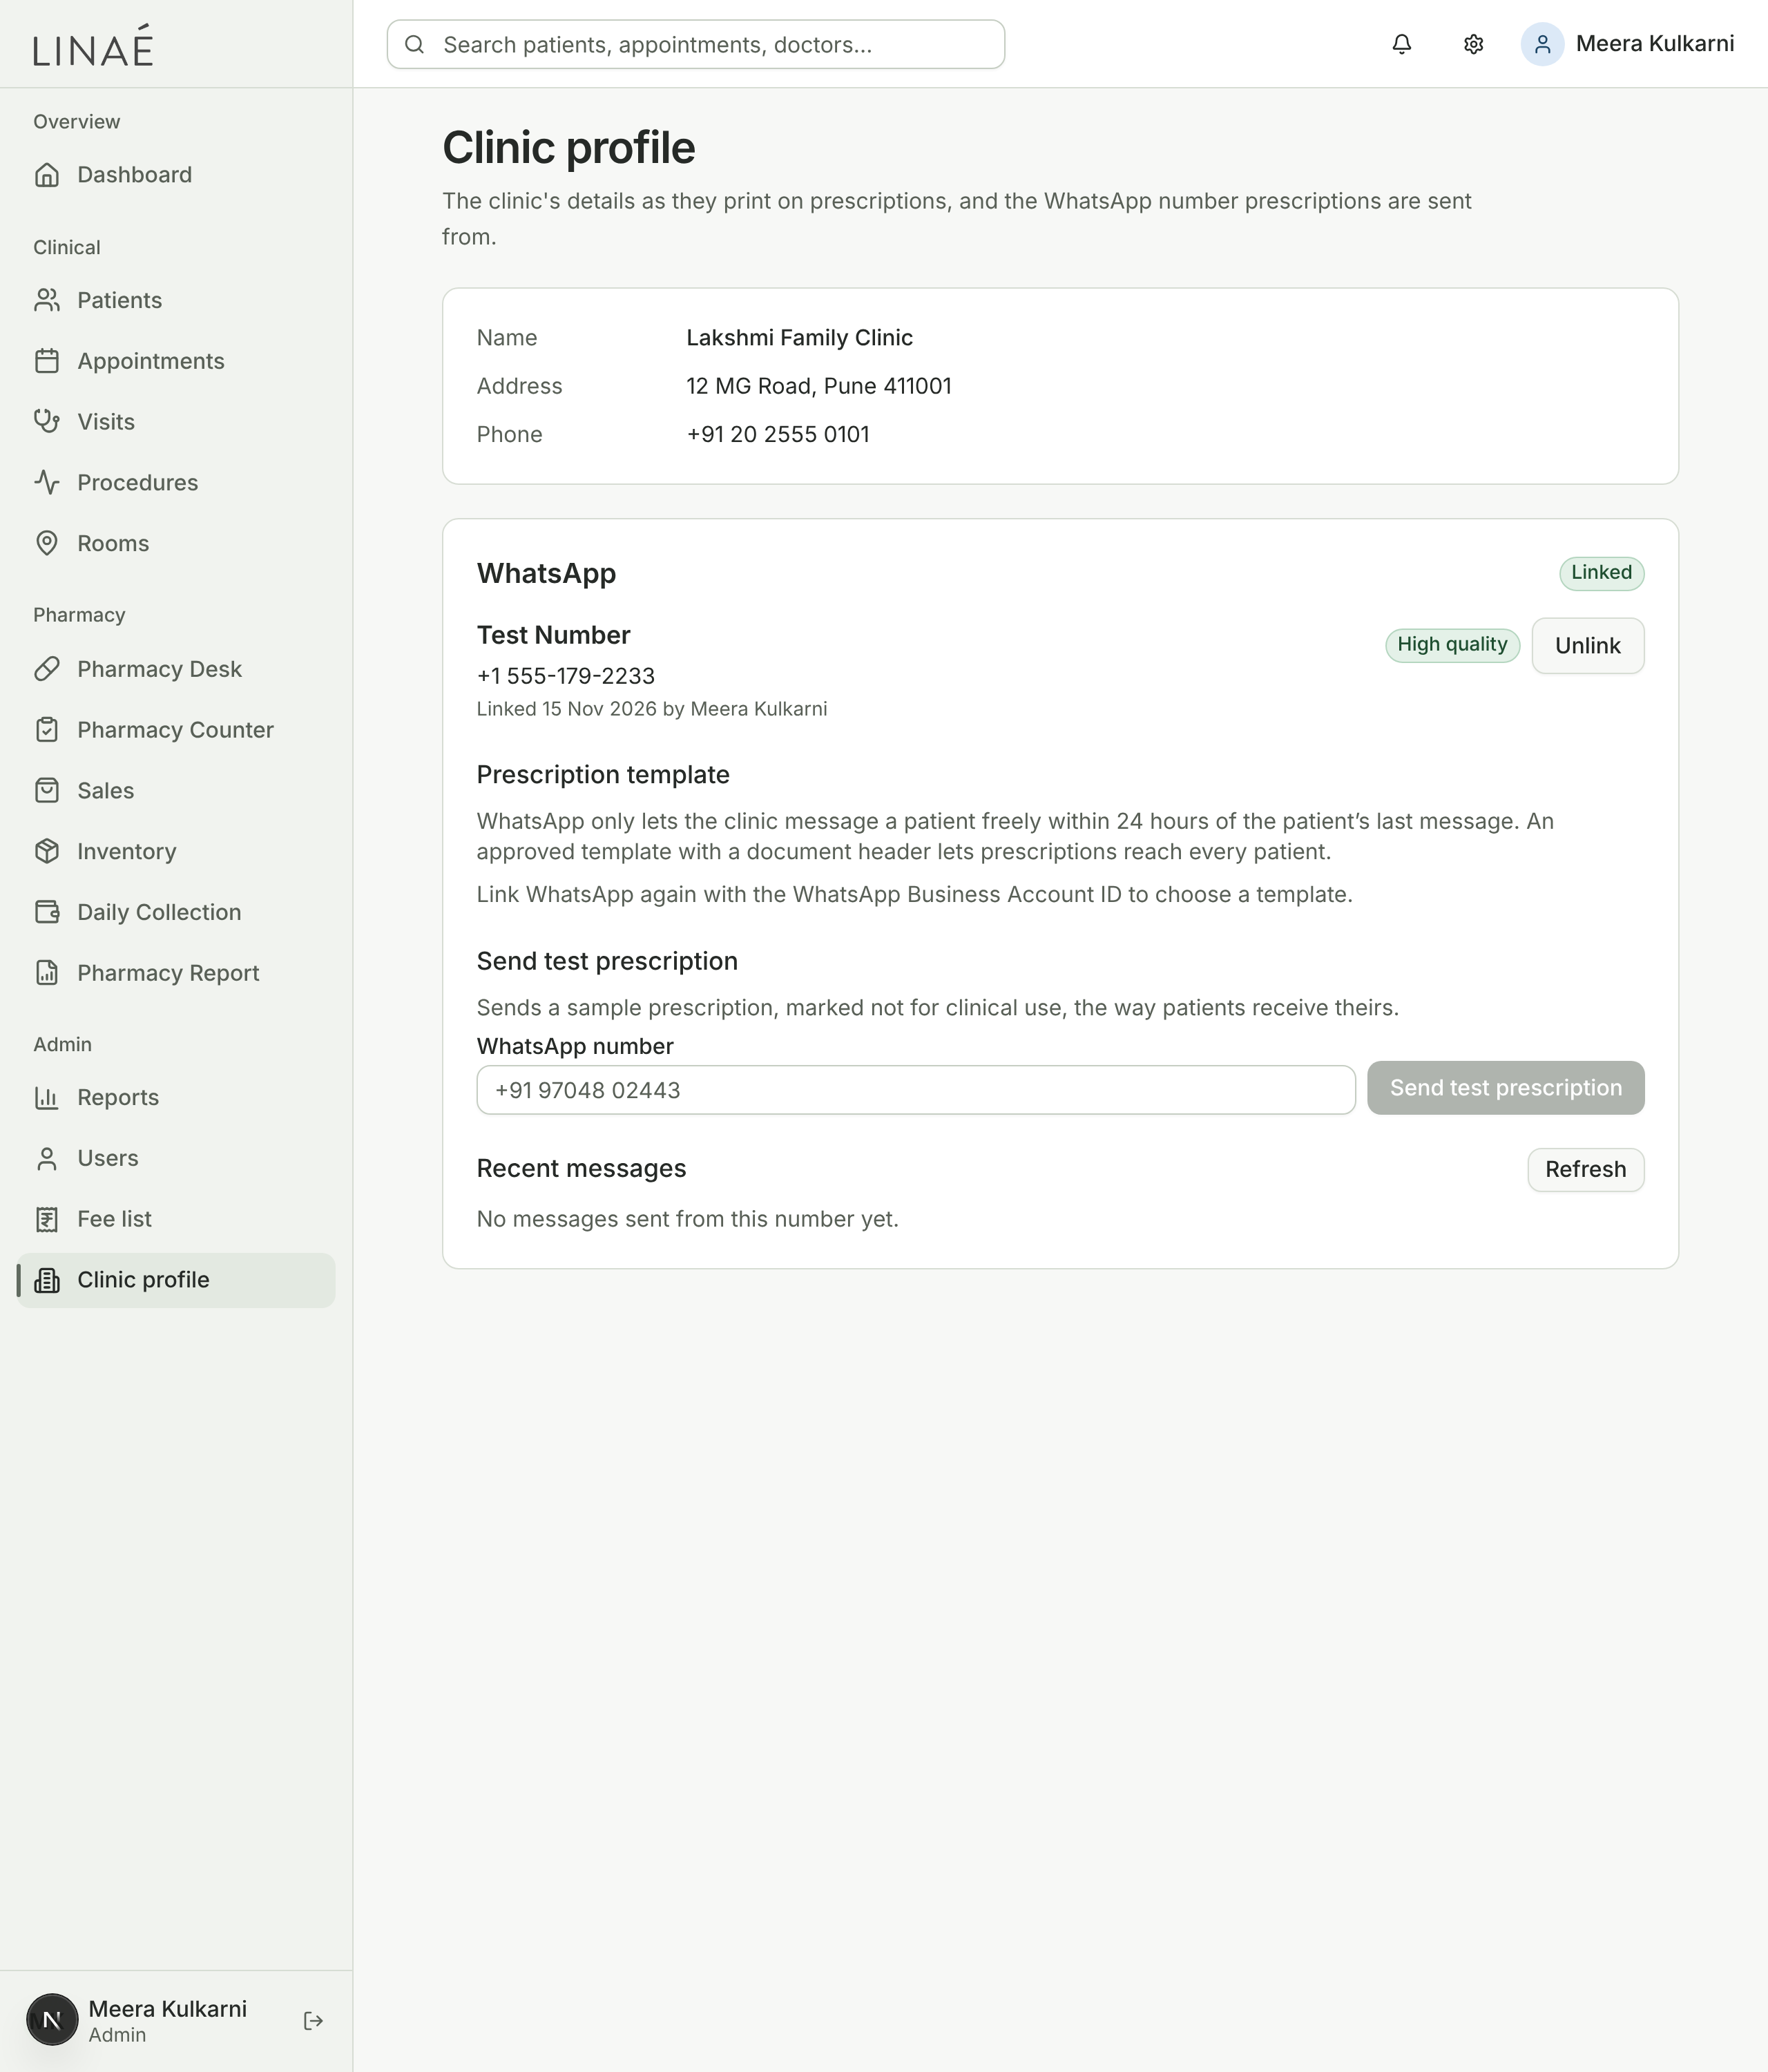 LINAÉ
Search patients, appointments, doctors...
Meera Kulkarni
Overview
Dashboard
Clinical
Patients
Appointments
Visits
Procedures
Rooms
Pharmacy
Pharmacy Desk
Pharmacy Counter
Sales
Inventory
Daily Collection
Pharmacy Report
Admin
Reports
Users
Fee list
Clinic profile
N
Meera Kulkarni
Admin
Clinic profile
The clinic's details as they print on prescriptions, and the WhatsApp number prescriptions are sent
from.
Name Lakshmi Family Clinic
Address 12 MG Road, Pune 411001
Phone +91 20 2555 0101
WhatsApp Linked
Test Number High quality Unlink
+1 555-179-2233
Linked 15 Nov 2026 by Meera Kulkarni
Prescription template
WhatsApp only lets the clinic message a patient freely within 24 hours of the patient’s last message. An
approved template with a document header lets prescriptions reach every patient.
Link WhatsApp again with the WhatsApp Business Account ID to choose a template.
Send test prescription
Sends a sample prescription, marked not for clinical use, the way patients receive theirs.
WhatsApp number
+91 97048 02443 Send test prescription
Recent messages Refresh
No messages sent from this number yet.